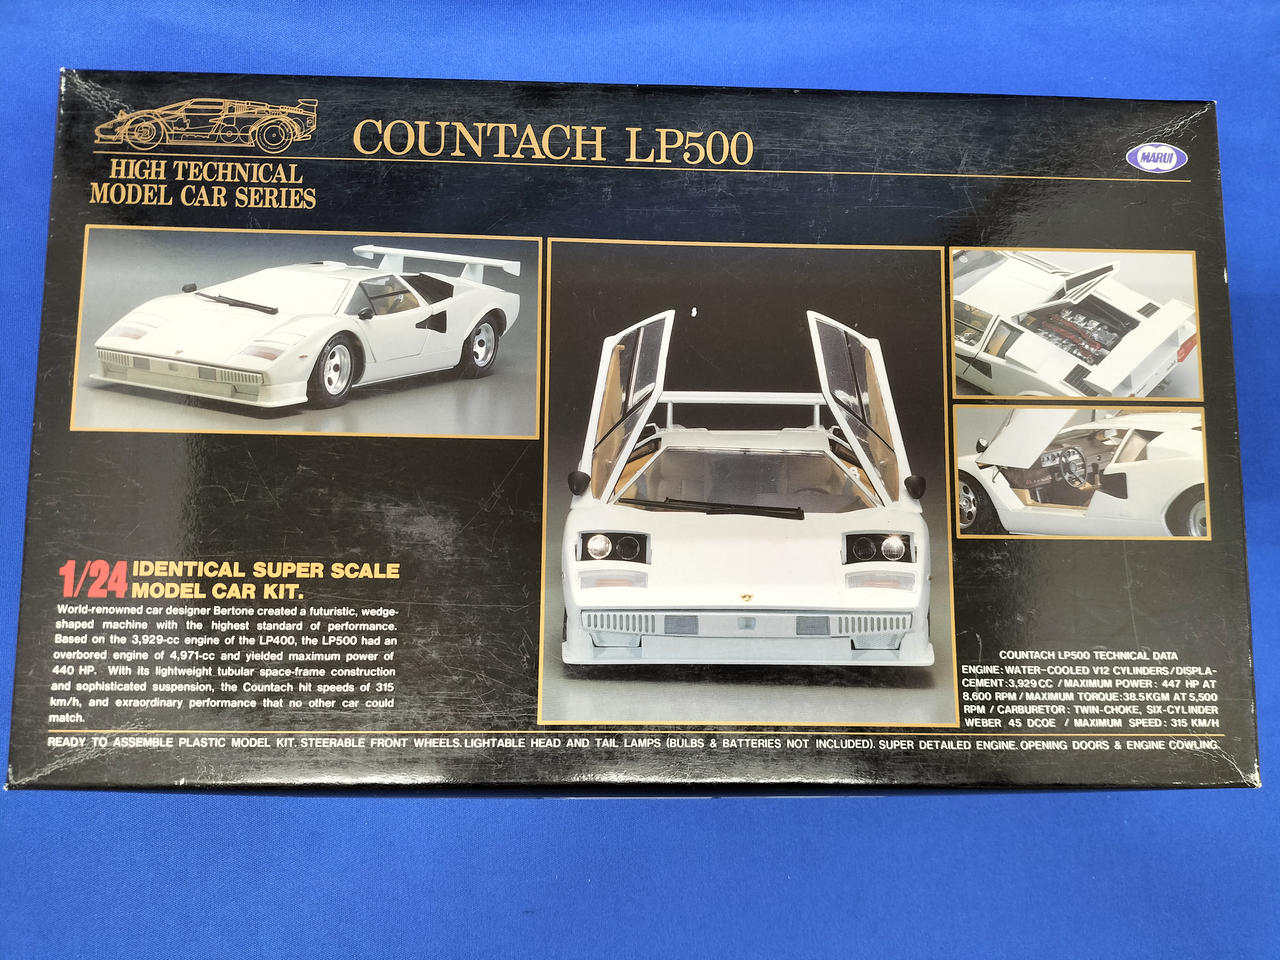 COUNTACH LP500
MARUI
HIGH TECHNICAL
MODEL CAR SERIES
1/24 IDENTICAL SUPER SCALE
MODEL CAR KIT.
World-renowned car designer Bertone created a futuristic, wedge-
shaped machine with the highest standard of performance.
Based on the 3,929-cc engine of the LP400, the LP500 had an
overbored engine of 4,971-cc and yielded maximum power of
440 HP. With its lightweight tubular space-frame construction
and sophisticated suspension, the Countach hit speeds of 315
km/h, and exraordinary performance that no other car could
match.
COUNTACH LP500 TECHNICAL DATA
ENGINE: WATER-COOLED V12 CYLINDERS/DISPLA-
CEMENT:3,929CC / MAXIMUM POWER: 447 HP AT
8,600 RPM/MAXIMUM TORQUE:38.5KGM AT 5,500
RPM / CARBURETOR: TWIN-CHOKE, SIX-CYLINDER
WEBER 45 DCOE / MAXIMUM SPEED: 315 KM/H
READY TO ASSEMBLE PLASTIC MODEL KIT. STEERABLE FRONT WHEELS. LIGHTABLE HEAD AND TAIL LAMPS (BULBS & BATTERIES NOT INCLUDED). SUPER DETAILED ENGINE. OPENING DOORS & ENGINE COWLING.